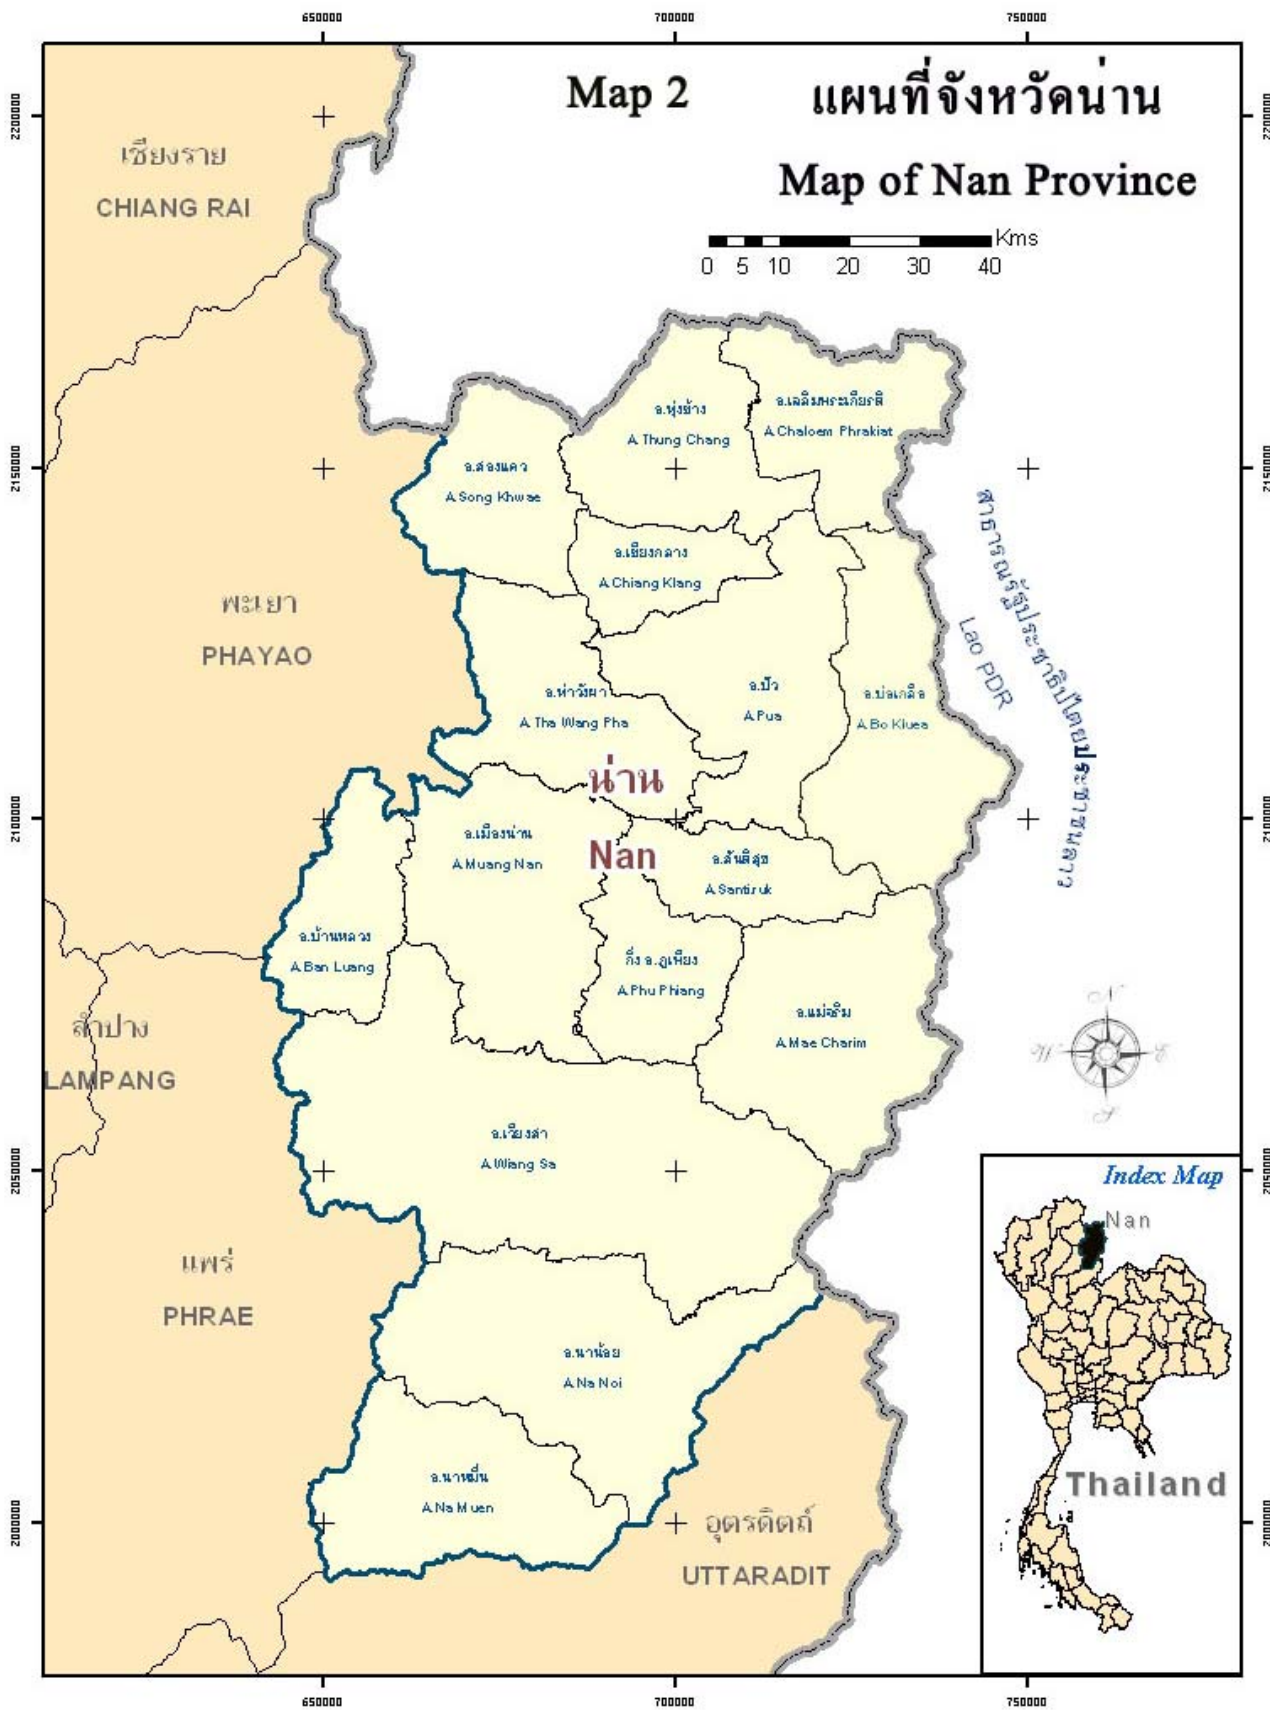 650000
700000
750000
Map 2
แผนที่จังหวัดน่าน
Map of Nan Province
Kms
0 5 10 20 30 40
2200000
2200000
เชียงราย
CHIANG RAI
อ.ทุ่งช้าง
A.Thung Chang
อ.เฉลิมพระเกียรติ
A.Chaloem Phrakiat
อ.สองแคว
A.Song Khwae
2150000
2150000
อ.เชียงกลาง
A.Chiang Klang
สาธารณรัฐประชาธิปไตยประชาชนลาว
Lao PDR
พะเยา
PHAYAO
อ.ท่าวังผา
A.Tha Wang Pha
อ.ปัว
A.Pua
อ.บ่อเกลือ
A.Bo Kluea
น่าน
Nan
2100000
2100000
อ.เมืองน่าน
A.Muang Nan
อ.สันติสุข
A.Santisuk
อ.บ้านหลวง
A.Ban Luang
กิ่ง อ.ภูเพียง
A.Phu Phiang
อ.แม่จริม
A.Mae Charim
ลำปาง
LAMPANG
N
W
E
S
อ.เวียงสา
A.Wiang Sa
2050000
2050000
Index Map
Nan
Thailand
แพร่
PHRAE
อ.นาน้อย
A.Na Noi
อ.นาหมื่น
A.Na Muen
2000000
2000000
อุตรดิตถ์
UTTARADIT
650000
700000
750000